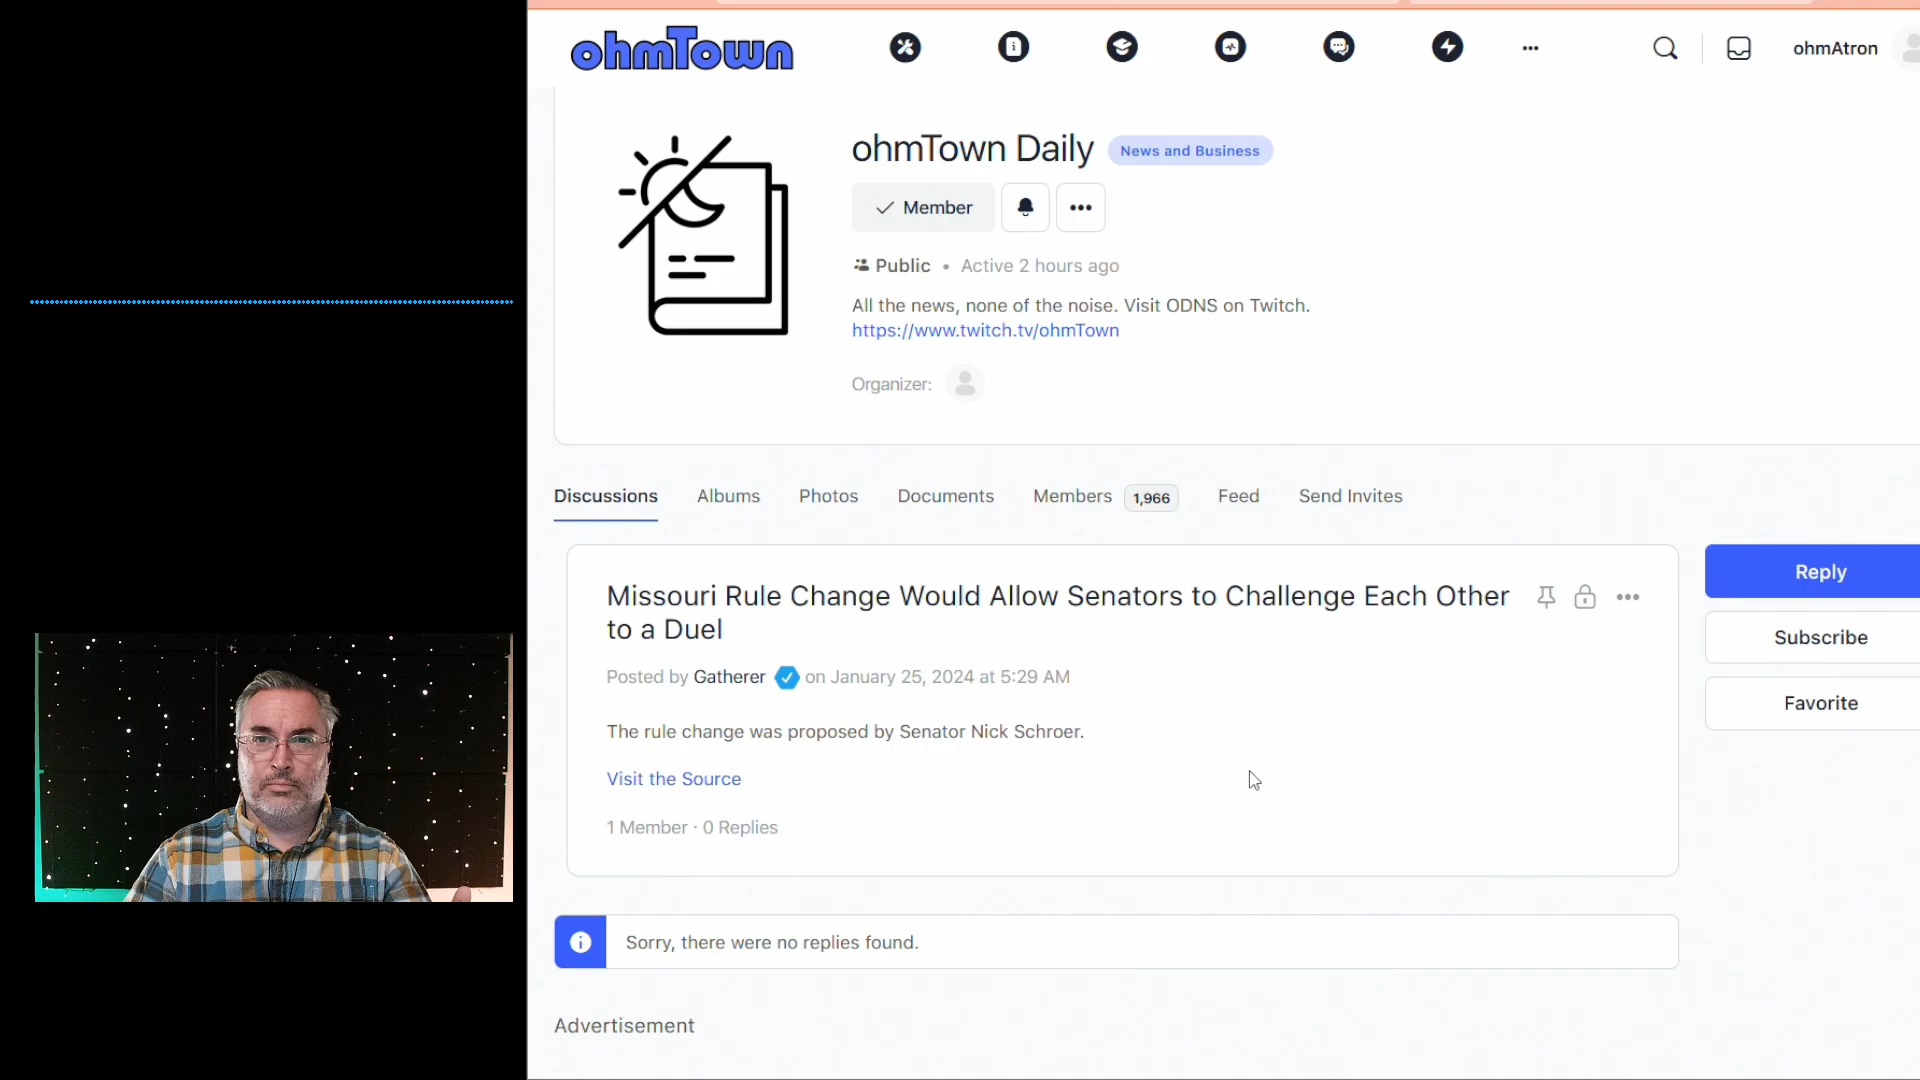 ohmTown
ohmAtron
ohmTown Daily
News and Business
Member
Public • Active 2 hours ago
All the news, none of the noise. Visit ODNS on Twitch.
https://www.twitch.tv/ohmTown
Organizer:
Discussions Albums Photos Documents Members 1,966 Feed Send Invites
Missouri Rule Change Would Allow Senators to Challenge Each Other
to a Duel
Posted by Gatherer on January 25, 2024 at 5:29 AM
The rule change was proposed by Senator Nick Schroer.
Visit the Source
1 Member · 0 Replies
Reply
Subscribe
Favorite
Sorry, there were no replies found.
Advertisement